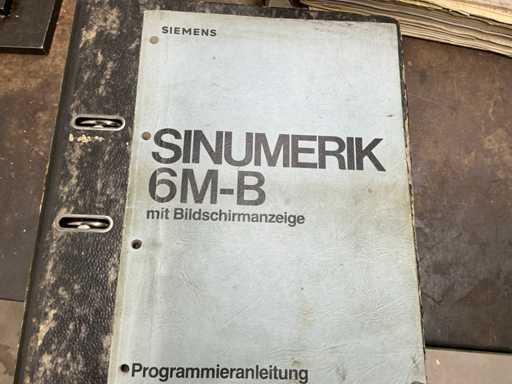 SIEMENS
SINUMERIK
6M-B
mit Bildschirmanzeige
Programmieranleitung